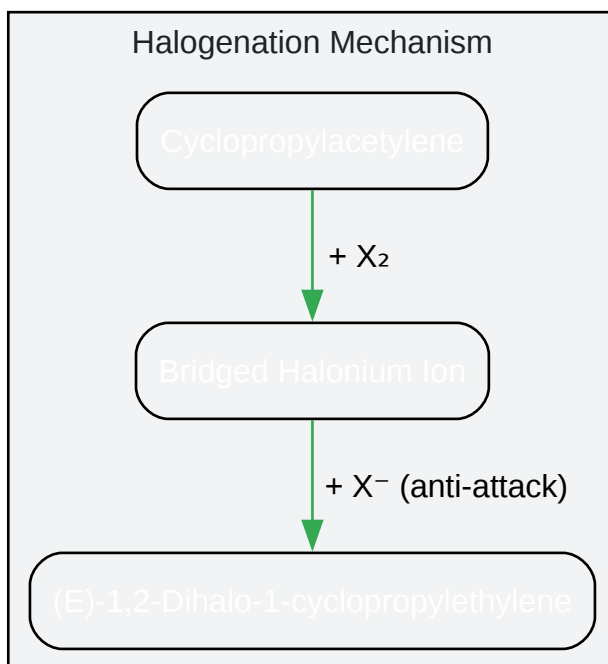 Halogenation Mechanism
Cyclopropylacetylene
+ X₂
Bridged Halonium Ion
+ X⁻ (anti-attack)
(E)-1,2-Dihalo-1-cyclopropylethylene